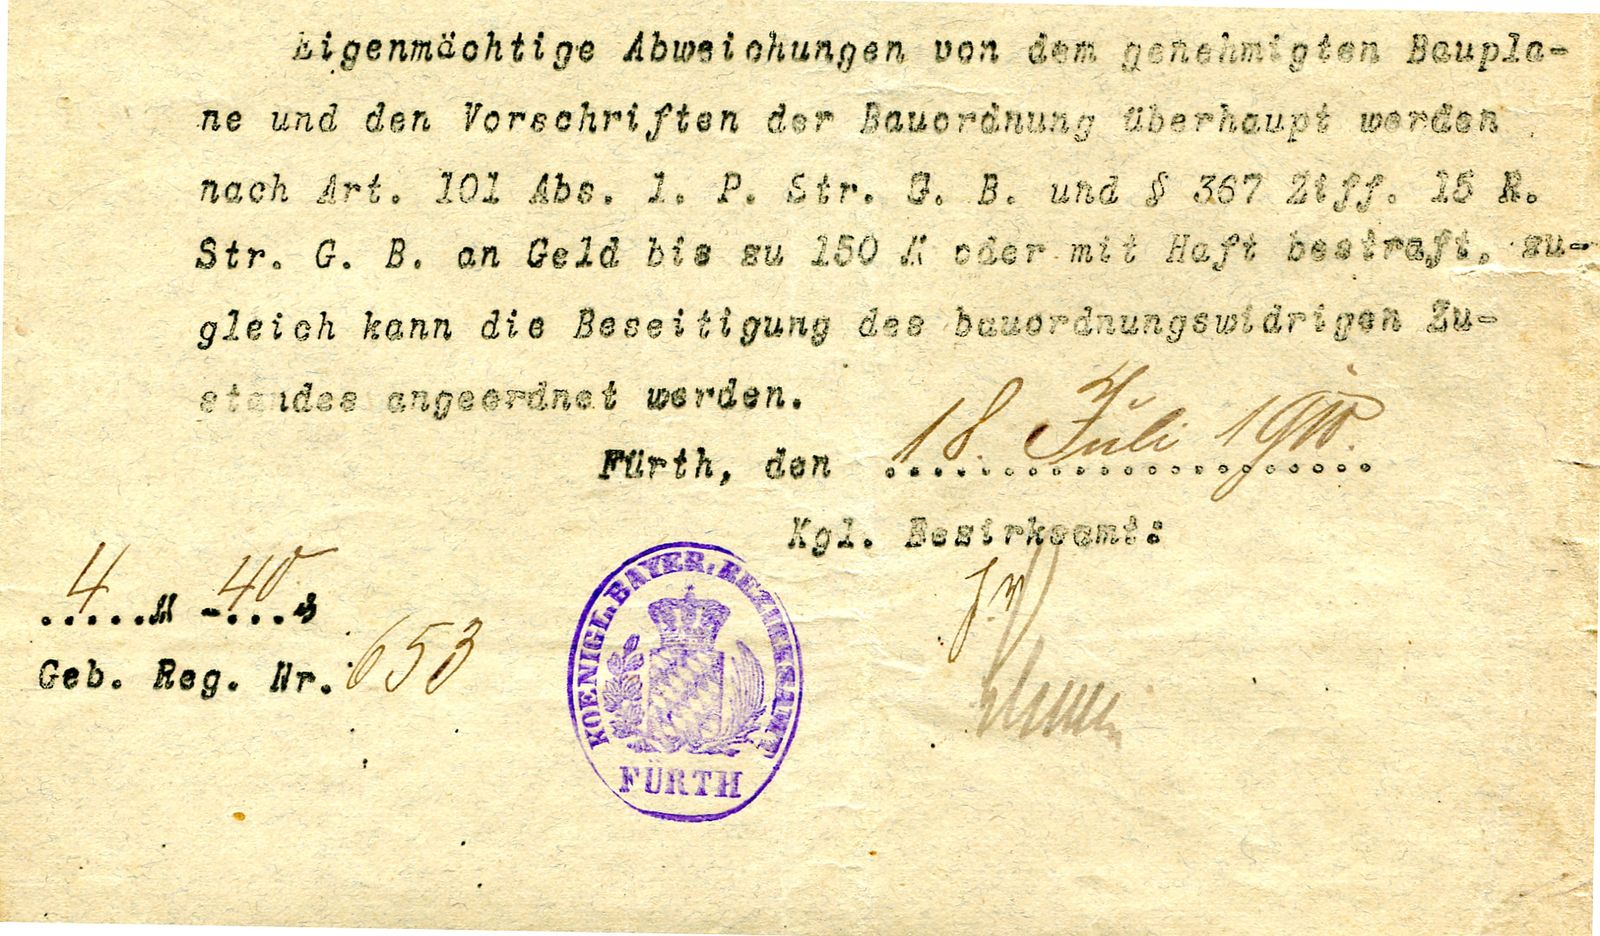 Eigenmächtige Abweichungen von dem genehmigten Baupla-
ne und den Vorschriften der Bauordnung überhaupt werden
nach Art. 101 Abs. 1. P. Str. G. B. und § 367 Ziff. 15 R.
Str. G. B. an Geld bis zu 150 M oder mit Haft bestraft, zu-
gleich kann die Beseitigung des bauordnungswidrigen Zu-
standes angeordnet werden.
Fürth, den 18. Juli 1910.
Kgl. Bezirksamt:
J. V.
4 M - 40 ₰
Geb. Reg. Nr. 653
KOENIGL. BAYER. BEZIRKSAMT
FÜRTH